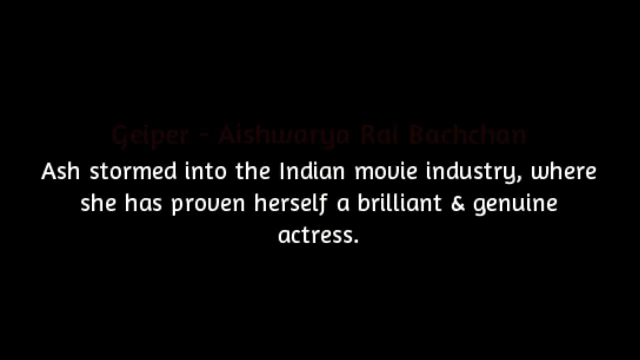 Geiper - Aishwarya Rai Bachchan
Ash stormed into the Indian movie industry, where
she has proven herself a brilliant & genuine
actress.